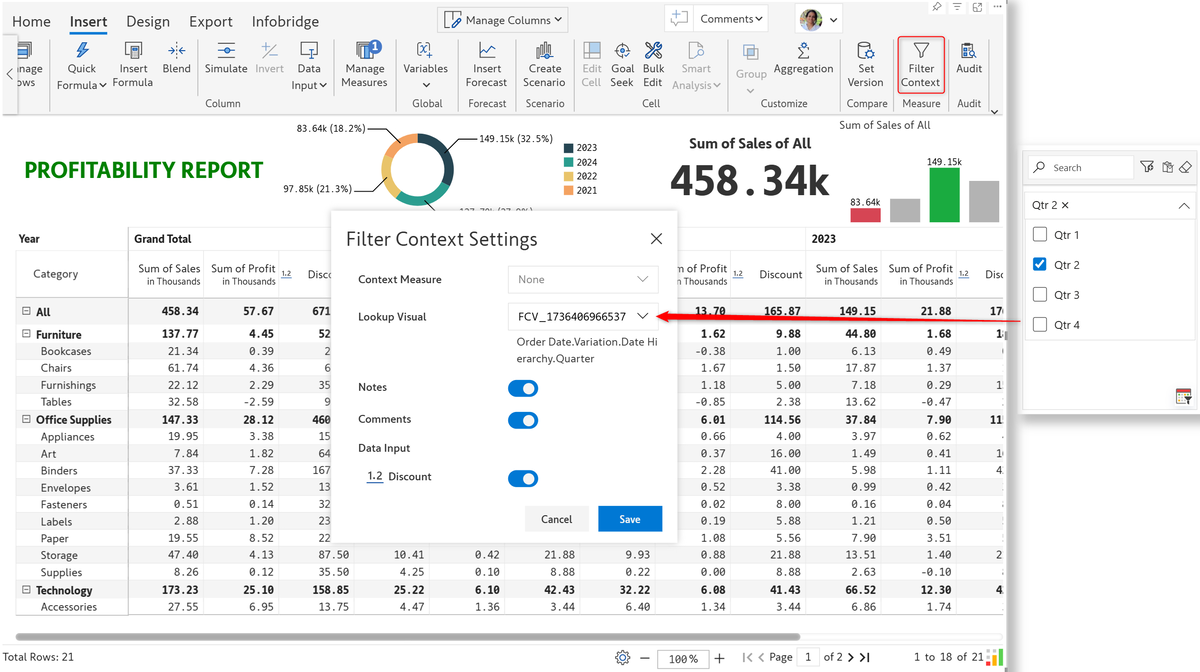 Home Insert Design Export Infobridge
Manage Columns
Comments
Quick
Formula
Insert
Formula
Blend
Simulate
Invert
Data
Input
Column
Manage
Measures
1
Variables
Global
Insert
Forecast
Forecast
Create
Scenario
Scenario
Edit
Cell
Goal
Seek
Bulk
Edit
Smart
Analysis
Cell
Group
Aggregation
Customize
Set
Version
Compare
Filter
Context
Measure
Audit
Audit
PROFITABILITY REPORT
83.64k (18.2%)
149.15k (32.5%)
97.85k (21.3%)
2023
2024
2022
2021
Sum of Sales of All
458.34k
Sum of Sales of All
83.64k
149.15k
Search
Qtr 2 ×
Qtr 1
Qtr 2
Qtr 3
Qtr 4
Year Grand Total 2023
Category Sum of Sales in Thousands Sum of Profit in Thousands 1.2 1.2 Discount Sum of Sales in Thousands Sum of Profit in Thousands 1.2
All 458.34 57.67 671 13.70 165.87 149.15 21.88
Furniture 137.77 4.45 52 1.62 9.88 44.80 1.68
Bookcases 21.34 0.39 -0.38 1.00 6.13 0.49
Chairs 61.74 4.36 1.67 1.50 17.87 1.37
Furnishings 22.12 2.29 35 1.18 5.00 7.18 0.29
Tables 32.58 -2.59 -0.85 2.38 13.62 -0.47
Office Supplies 147.33 28.12 460 6.01 114.56 37.84 7.90
Appliances 19.95 3.38 15 0.66 4.00 3.97 0.62
Art 7.84 1.82 64 0.37 16.00 1.49 0.41
Binders 37.33 7.28 167 2.28 41.00 5.98 1.11
Envelopes 3.61 1.52 13 0.52 3.38 0.99 0.42
Fasteners 0.51 0.14 32 0.02 8.00 0.16 0.04
Labels 2.88 1.20 23 0.19 5.88 1.21 0.50
Paper 19.55 8.52 22 1.08 5.56 7.90 3.51
Storage 47.40 4.13 87.50 10.41 0.42 21.88 9.93 0.88 21.88 13.51 1.40
Supplies 8.26 0.12 35.50 4.25 0.10 8.88 0.22 0.00 8.88 2.63 -0.10
Technology 173.23 25.10 158.85 25.22 6.10 42.43 32.22 6.08 41.43 66.52 12.30
Accessories 27.55 6.95 13.75 4.47 1.36 3.44 6.40 1.34 3.44 6.86 1.74
Filter Context Settings
Context Measure None
Lookup Visual FCV_1736406966537
Order Date.Variation.Date Hi
erarchy.Quarter
Notes
Comments
Data Input
1.2 Discount
Cancel Save
Total Rows: 21 100 % Page 1 of 2 1 to 18 of 21